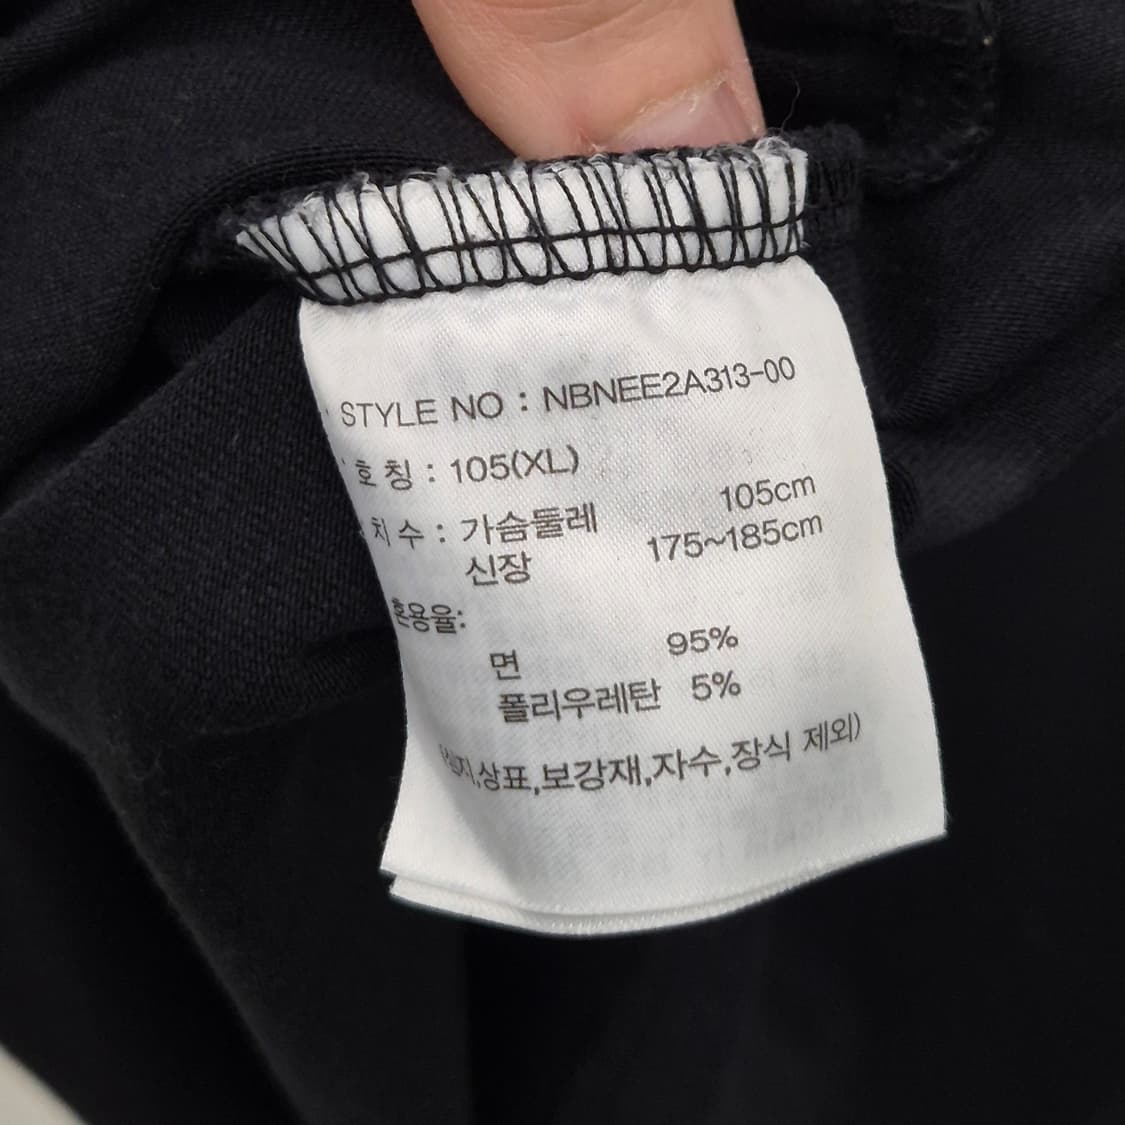 STYLE NO : NBNEE2A313-00
호칭 : 105(XL)
치수 : 가슴둘레 105cm
신장 175~185cm
혼용율:
면 95%
폴리우레탄 5%
상표,보강재,자수,장식 제외)